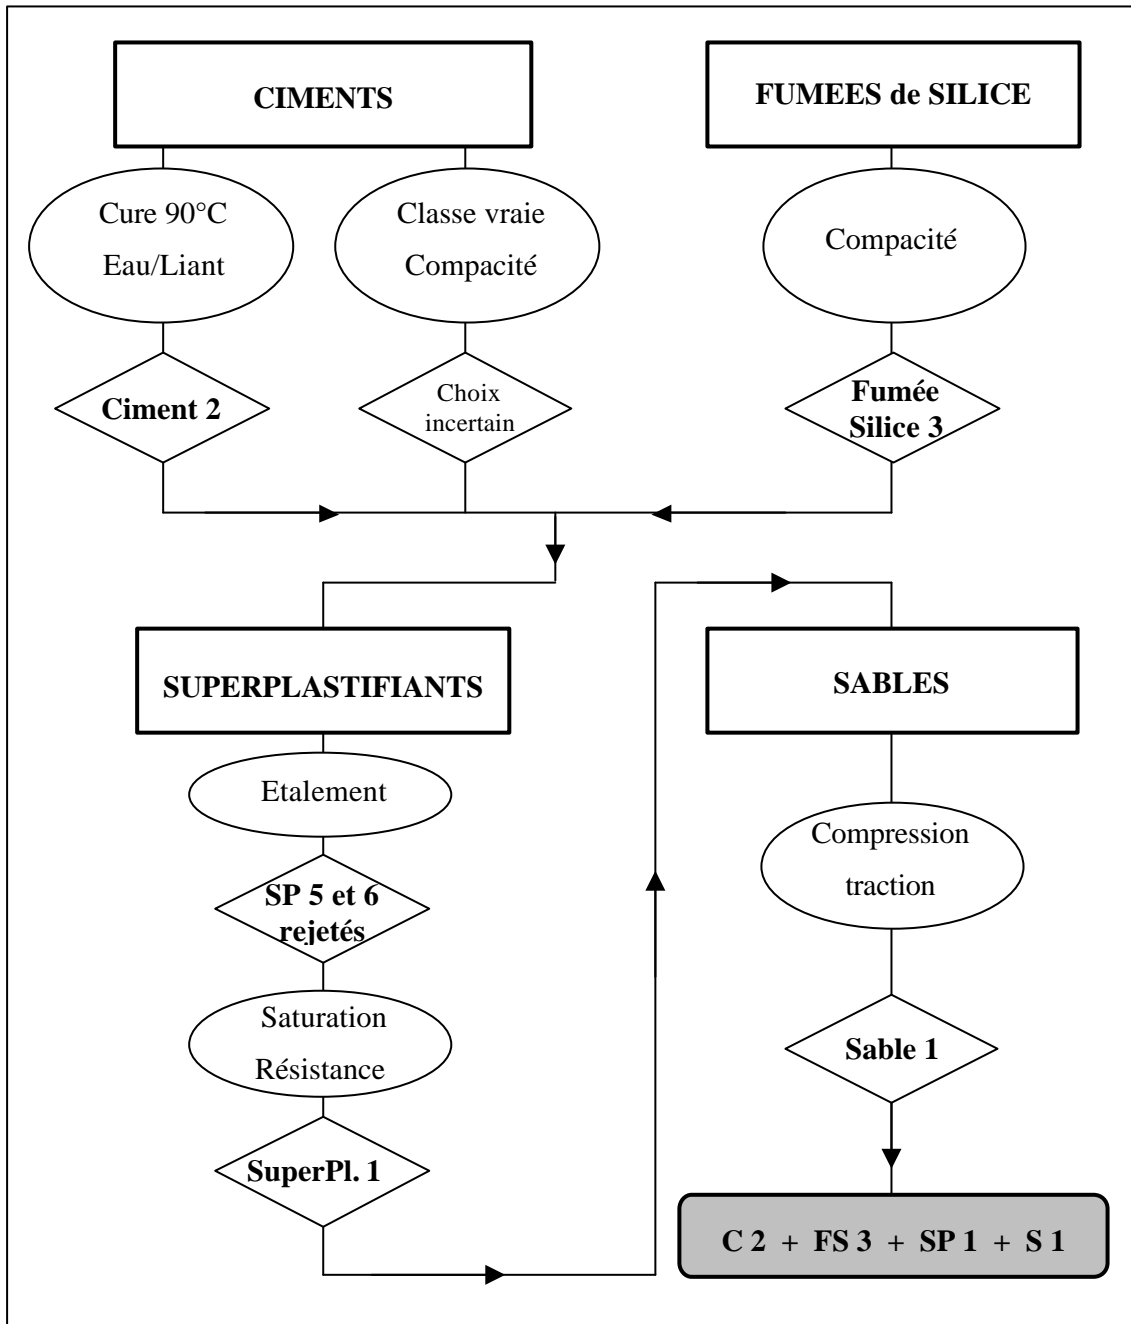 CIMENTS
FUMEES de SILICE
Cure 90°C
Eau/Liant
Classe vraie
Compacité
Compacité
Ciment 2
Choix
incertain
Fumée
Silice 3
SUPERPLASTIFIANTS
SABLES
Etalement
Compression
traction
SP 5 et 6
rejetés
Saturation
Résistance
Sable 1
SuperPl. 1
C 2 + FS 3 + SP 1 + S 1